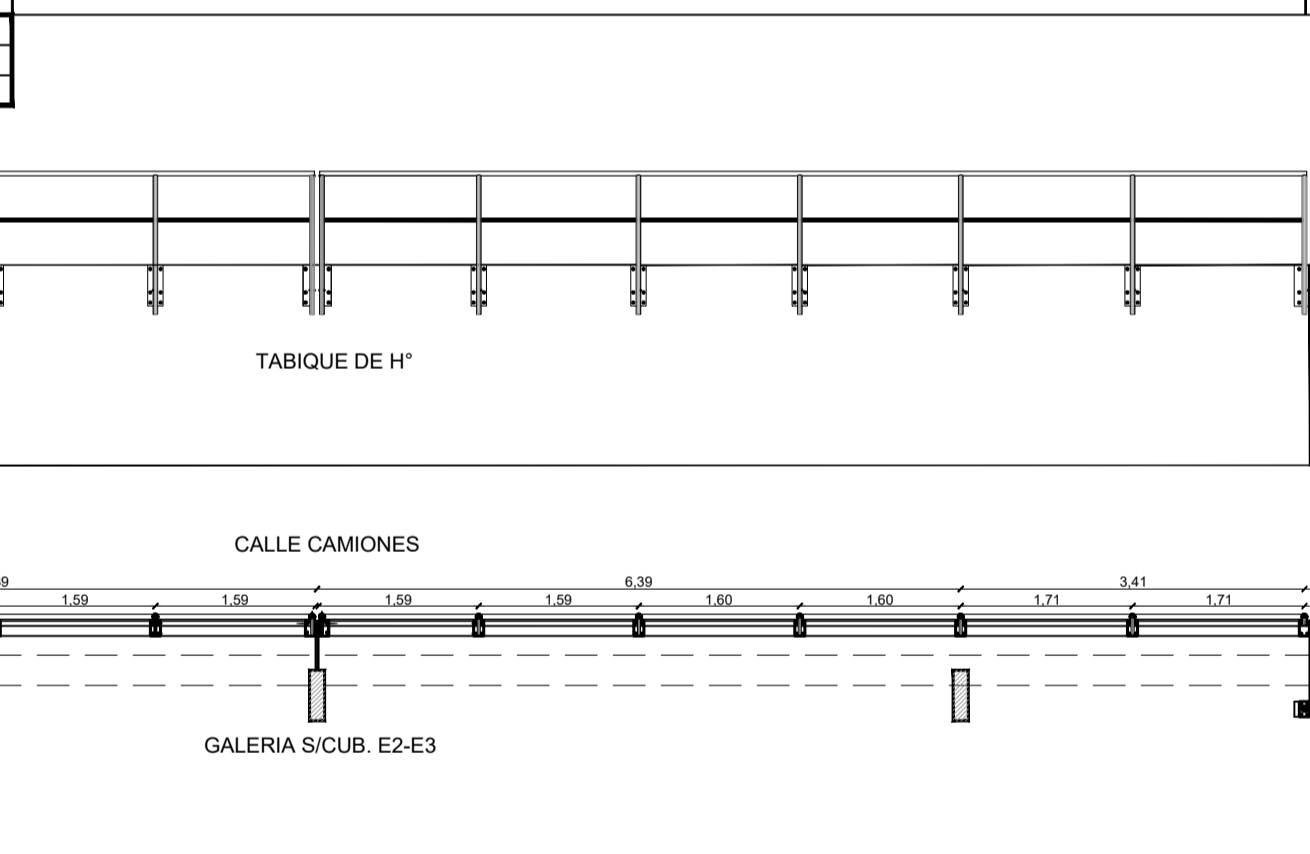 TABIQUE DE H°
CALLE CAMIONES
6,39 3,41
1,59 1,59 1,59 1,59 1,60 1,60 1,71 1,71
GALERIA S/CUB. E2-E3